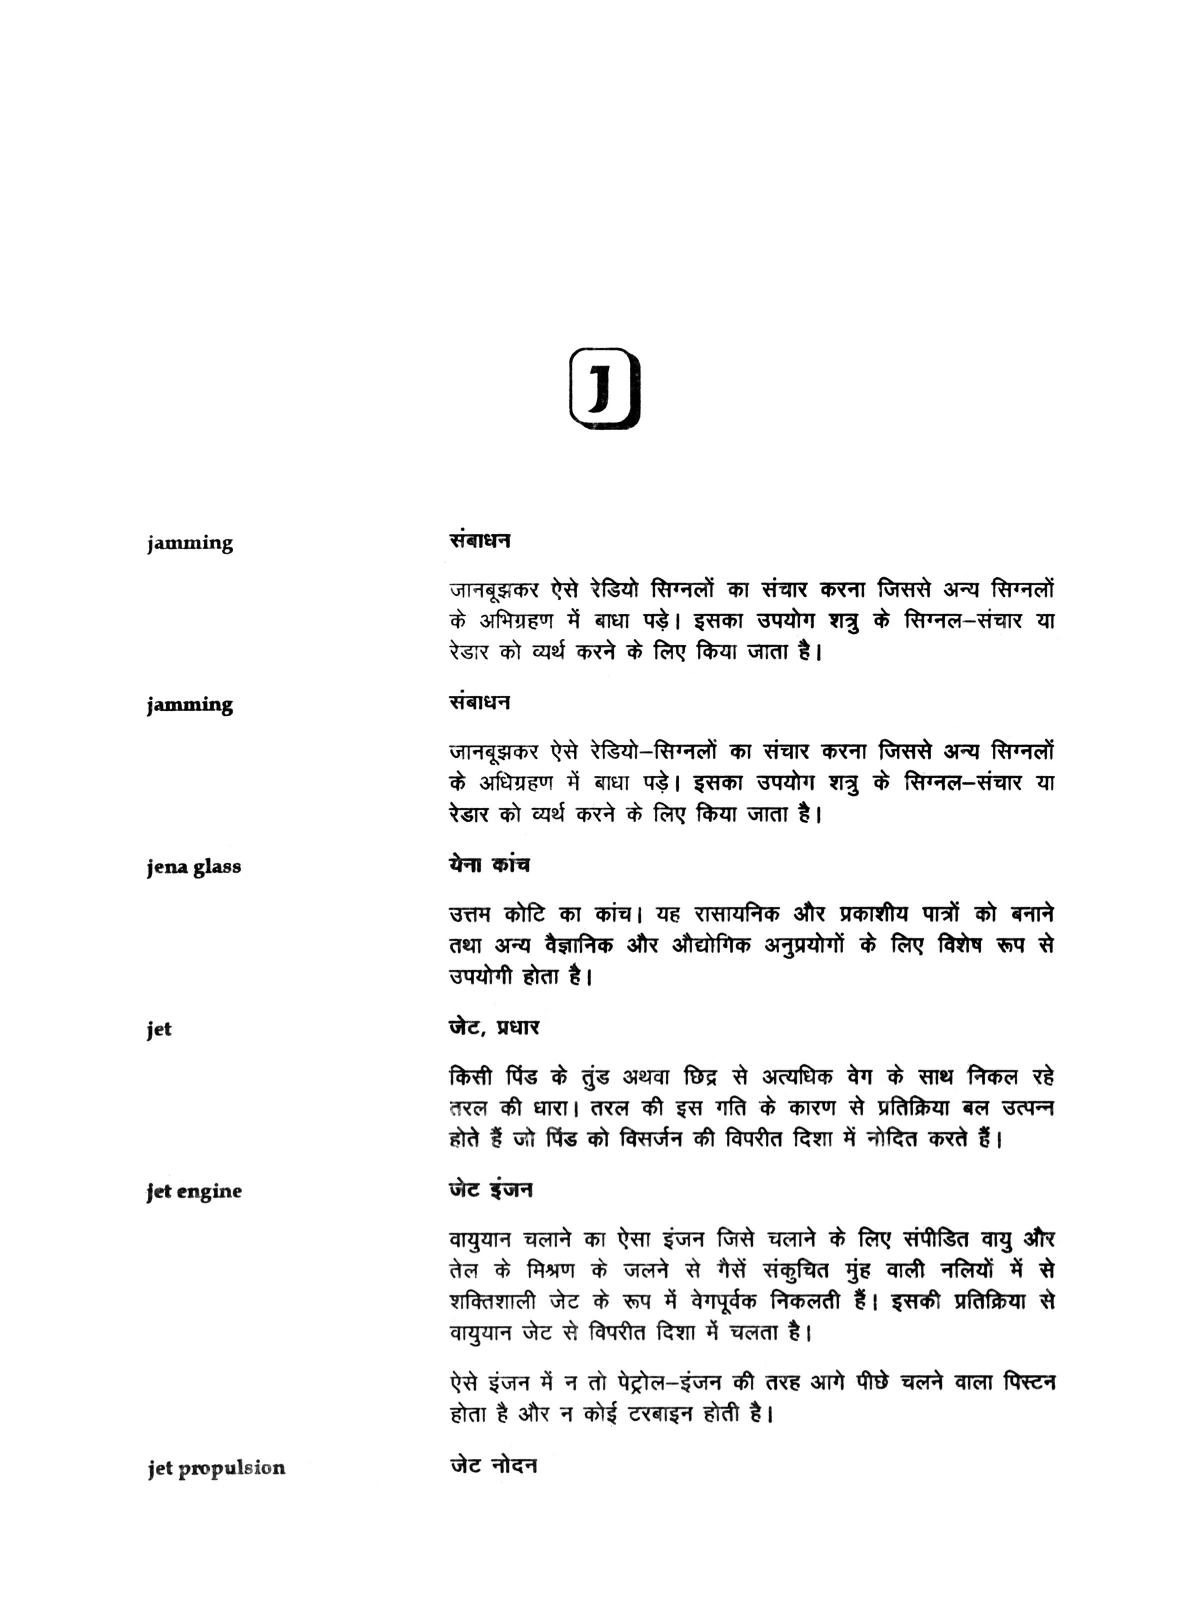 J
jamming संबाधन
जानबूझकर ऐसे रेडियो सिग्नलों का संचार करना जिससे अन्य सिग्नलों
के अभिग्रहण में बाधा पड़े। इसका उपयोग शत्रु के सिग्नल–संचार या
रेडार को व्यर्थ करने के लिए किया जाता है।
jamming संबाधन
जानबूझकर ऐसे रेडियो–सिग्नलों का संचार करना जिससे अन्य सिग्नलों
के अधिग्रहण में बाधा पड़े। इसका उपयोग शत्रु के सिग्नल–संचार या
रेडार को व्यर्थ करने के लिए किया जाता है।
jena glass येना कांच
उत्तम कोटि का कांच। यह रासायनिक और प्रकाशीय पात्रों को बनाने
तथा अन्य वैज्ञानिक और औद्योगिक अनुप्रयोगों के लिए विशेष रूप से
उपयोगी होता है।
jet जेट, प्रधार
किसी पिंड के तुंड अथवा छिद्र से अत्यधिक वेग के साथ निकल रहे
तरल की धारा। तरल की इस गति के कारण से प्रतिक्रिया बल उत्पन्न
होते हैं जो पिंड को विसर्जन की विपरीत दिशा में नोदित करते हैं।
jet engine जेट इंजन
वायुयान चलाने का ऐसा इंजन जिसे चलाने के लिए संपीडित वायु और
तेल के मिश्रण के जलने से गैसें संकुचित मुंह वाली नलियों में से
शक्तिशाली जेट के रूप में वेगपूर्वक निकलती हैं। इसकी प्रतिक्रिया से
वायुयान जेट से विपरीत दिशा में चलता है।
ऐसे इंजन में न तो पेट्रोल–इंजन की तरह आगे पीछे चलने वाला पिस्टन
होता है और न कोई टरबाइन होती है।
jet propulsion जेट नोदन